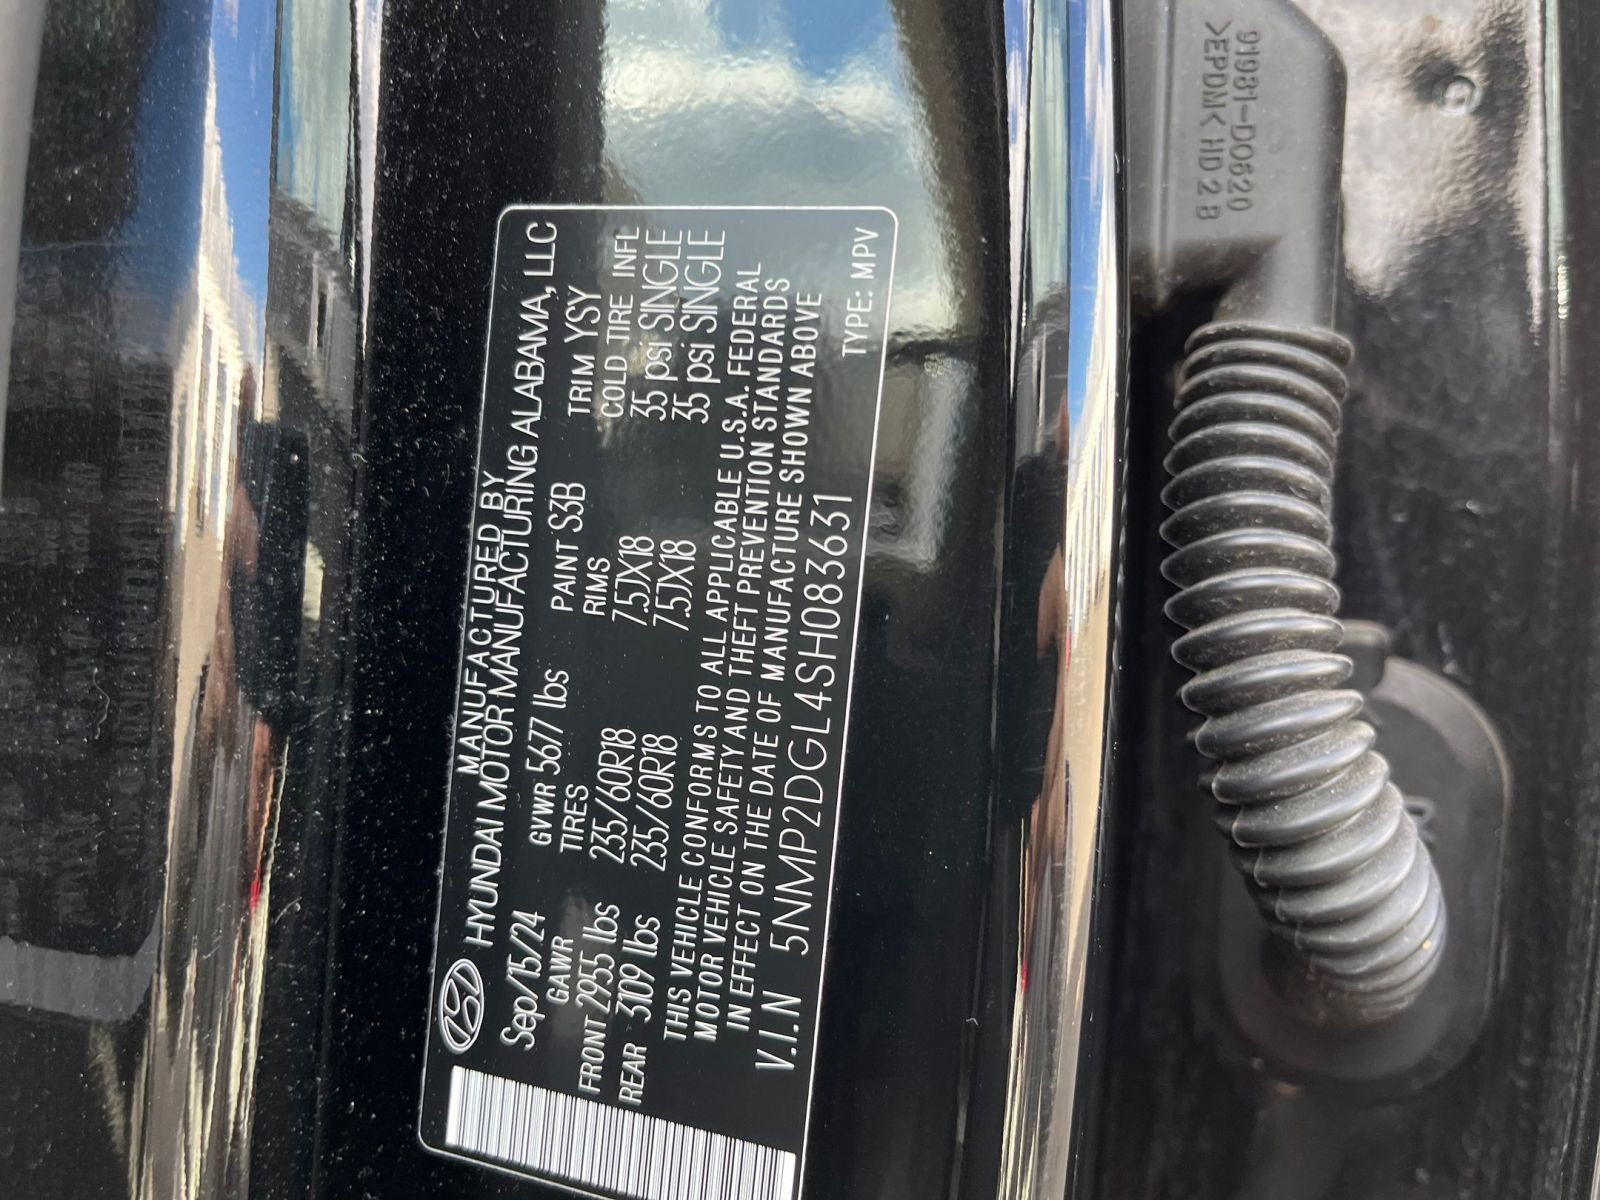 MANUFACTURED BY
HYUNDAI MOTOR MANUFACTURING ALABAMA, LLC
Sep/15/24 GVWR 5677 lbs PAINT S3B TRIM YSY
GAWR TIRES RIMS COLD TIRE INFL
FRONT 2955 lbs 235/60R18 7.5JX18 35 psi SINGLE
REAR 3109 lbs 235/60R18 7.5JX18 35 psi SINGLE
THIS VEHICLE CONFORMS TO ALL APPLICABLE U.S.A. FEDERAL
MOTOR VEHICLE SAFETY AND THEFT PREVENTION STANDARDS
IN EFFECT ON THE DATE OF MANUFACTURE SHOWN ABOVE
V.I.N 5NMP2DGL4SH083631 TYPE: MPV
91981-D0620
>EPDM< HD 2 B